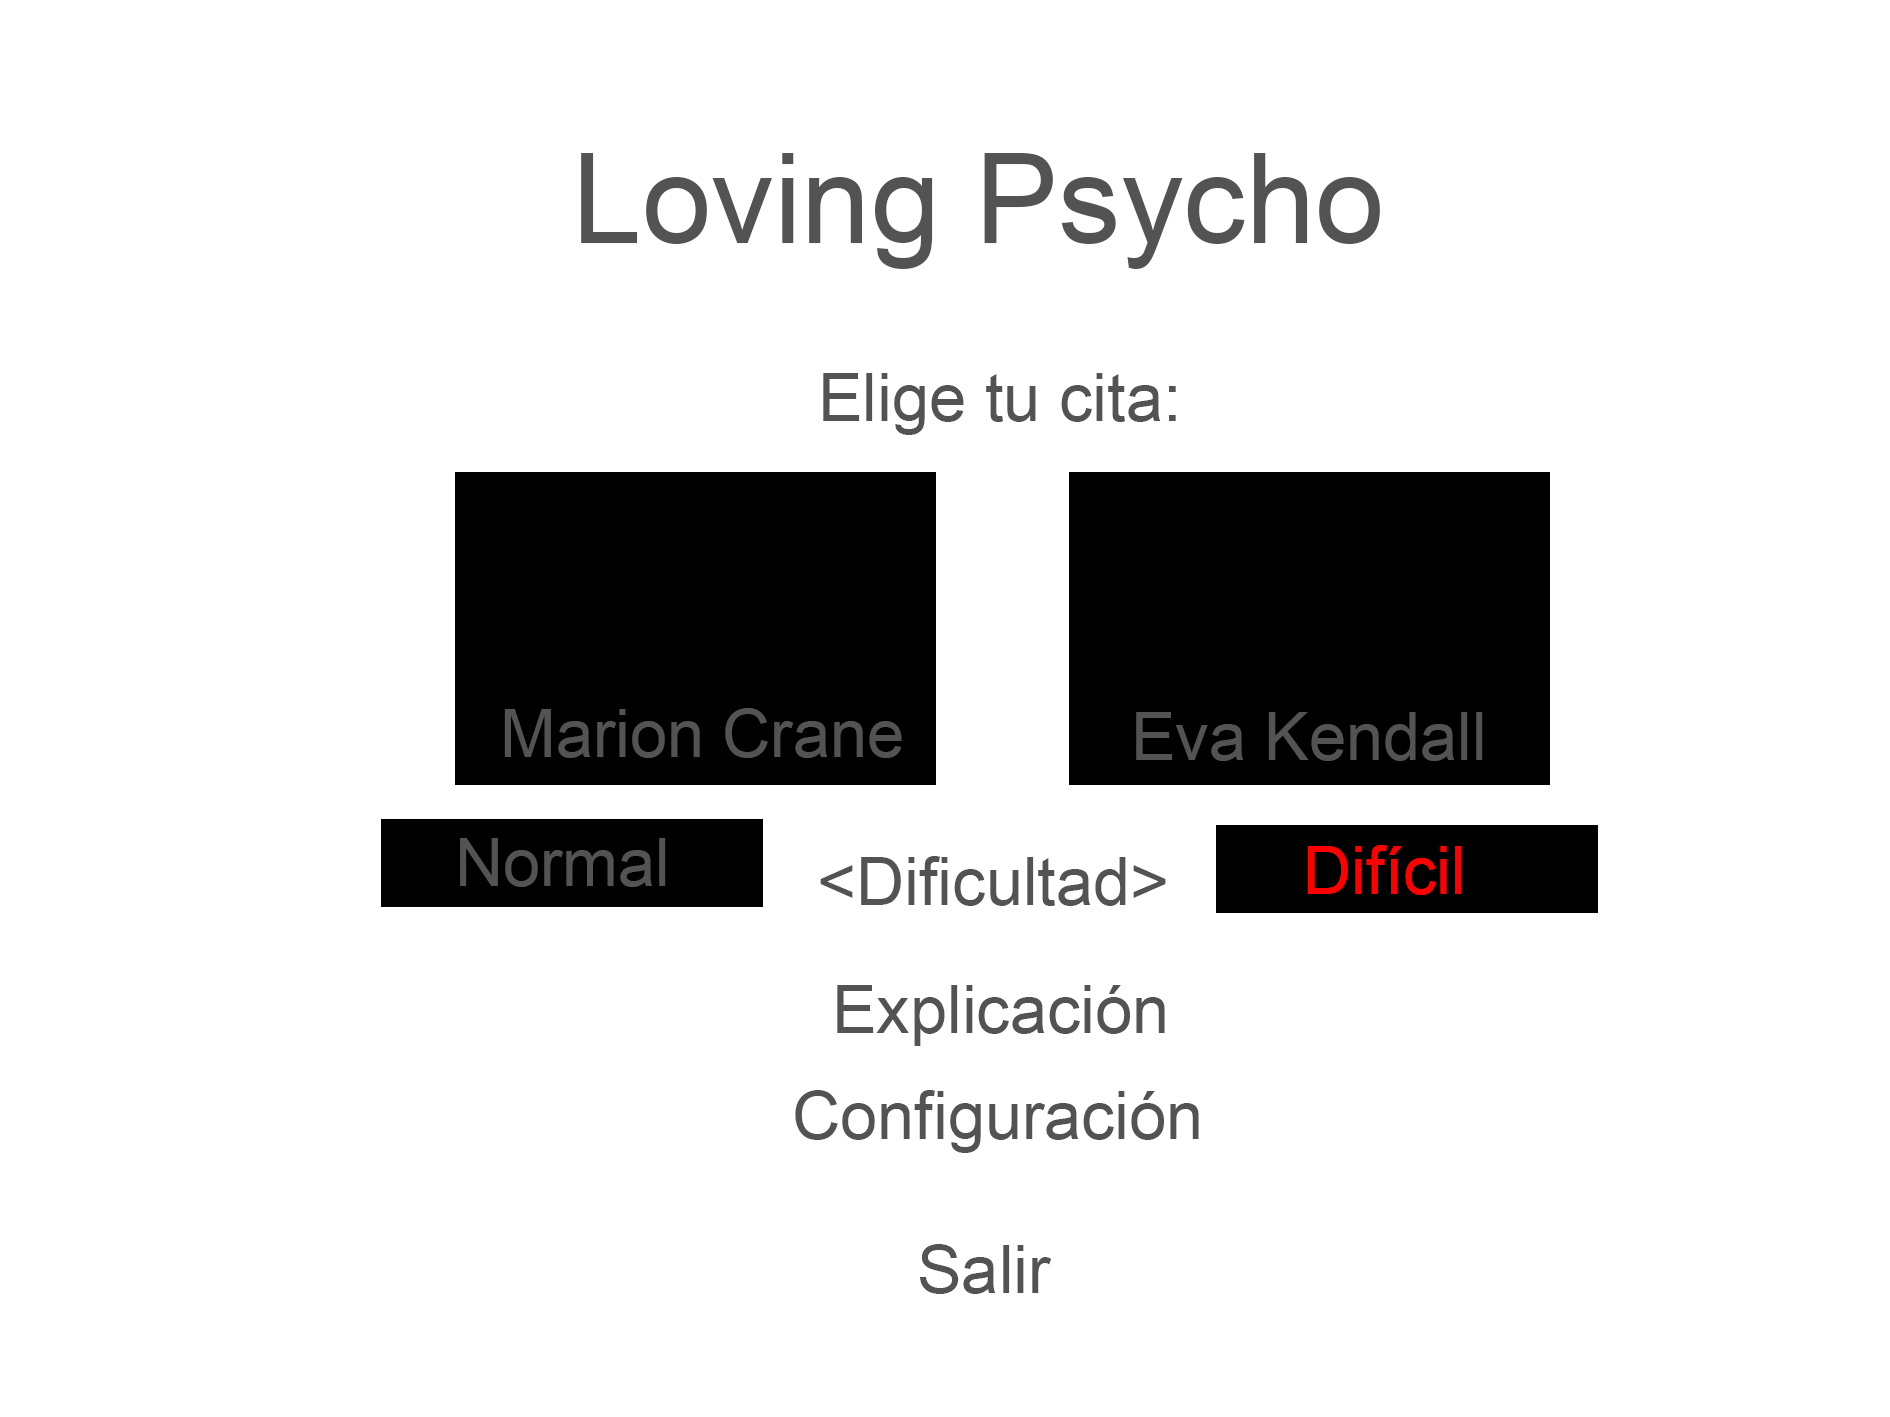 Loving Psycho
Elige tu cita:
Marion Crane
Eva Kendall
Normal
<Dificultad>
Difícil
Explicación
Configuración
Salir